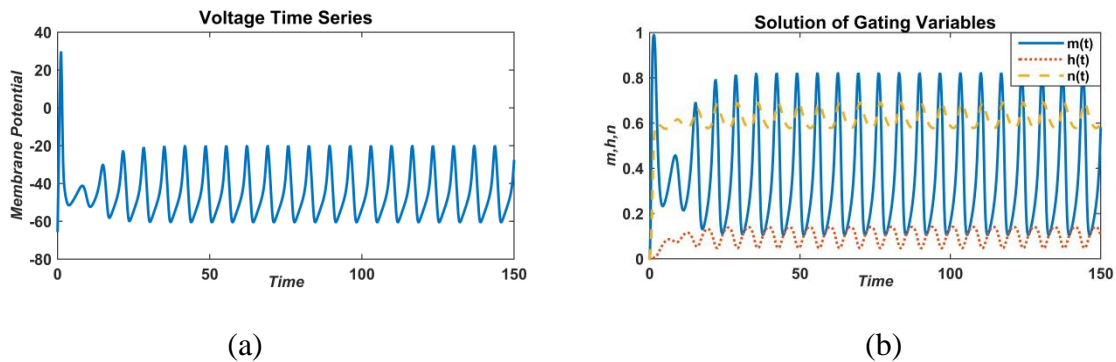 Voltage Time Series
Membrane Potential
40
20
0
-20
-40
-60
-80
0
50
100
150
Time
(a)
Solution of Gating Variables
m,h,n
1
0.8
0.6
0.4
0.2
0
m(t)
h(t)
n(t)
0
50
100
150
Time
(b)